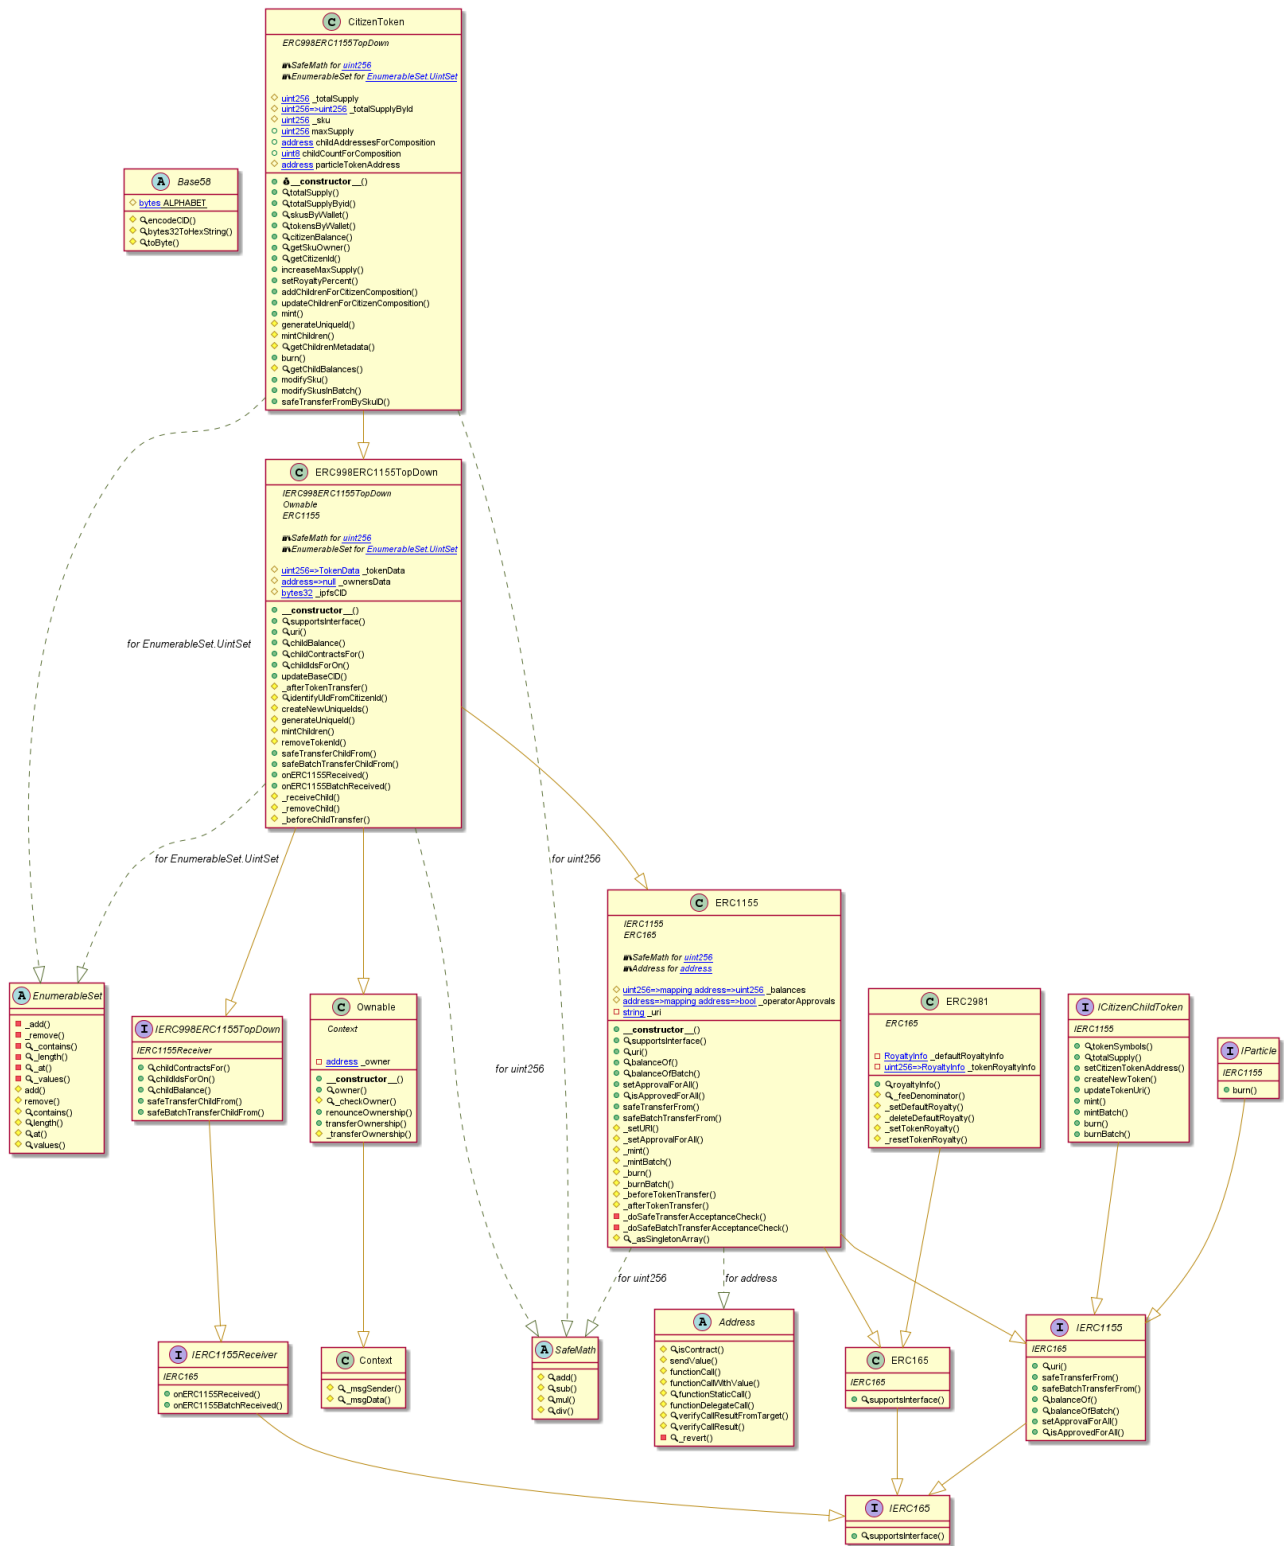 C CitizenToken
ERC998ERC1155TopDown
SafeMath for uint256
EnumerableSet for EnumerableSet.UintSet
uint256 _totalSupply
uint256=>uint256 _totalSupplyById
uint256 _sku
uint256 maxSupply
address childAddressesForComposition
uint8 childCountForComposition
address particleTokenAddress
__constructor__()
totalSupply()
totalSupplyByid()
skusByWallet()
tokensByWallet()
citizenBalance()
getSkuOwner()
getCitizenId()
increaseMaxSupply()
setRoyaltyPercent()
addChildrenForCitizenComposition()
updateChildrenForCitizenComposition()
mint()
generateUniqueId()
mintChildren()
getChildrenMetadata()
burn()
getChildBalances()
modifySku()
modifySkusInBatch()
safeTransferFromBySkuID()
A Base58
bytes ALPHABET
encodeCID()
bytes32ToHexString()
toByte()
C ERC998ERC1155TopDown
IERC998ERC1155TopDown
Ownable
ERC1155
SafeMath for uint256
EnumerableSet for EnumerableSet.UintSet
uint256=>TokenData _tokenData
address=>null _ownersData
bytes32 _ipfsCID
__constructor__()
supportsInterface()
uri()
childBalance()
childContractsFor()
childIdsForOn()
updateBaseCID()
_afterTokenTransfer()
identifyUIdFromCitizenId()
createNewUniqueIds()
generateUniqueId()
mintChildren()
removeTokenId()
safeTransferChildFrom()
safeBatchTransferChildFrom()
onERC1155Received()
onERC1155BatchReceived()
_receiveChild()
_removeChild()
_beforeChildTransfer()
for EnumerableSet.UintSet
for EnumerableSet.UintSet
for uint256
for uint256
C ERC1155
IERC1155
ERC165
SafeMath for uint256
Address for address
uint256=>mapping address=>uint256 _balances
address=>mapping address=>bool _operatorApprovals
string _uri
__constructor__()
supportsInterface()
uri()
balanceOf()
balanceOfBatch()
setApprovalForAll()
isApprovedForAll()
safeTransferFrom()
safeBatchTransferFrom()
_setURI()
_setApprovalForAll()
_mint()
_mintBatch()
_burn()
_burnBatch()
_beforeTokenTransfer()
_afterTokenTransfer()
_doSafeTransferAcceptanceCheck()
_doSafeBatchTransferAcceptanceCheck()
_asSingletonArray()
A EnumerableSet
_add()
_remove()
_contains()
_length()
_at()
_values()
add()
remove()
contains()
length()
at()
values()
I IERC998ERC1155TopDown
IERC1155Receiver
childContractsFor()
childIdsForOn()
childBalance()
safeTransferChildFrom()
safeBatchTransferChildFrom()
C Ownable
Context
address _owner
__constructor__()
owner()
_checkOwner()
renounceOwnership()
transferOwnership()
_transferOwnership()
C ERC2981
ERC165
RoyaltyInfo _defaultRoyaltyInfo
uint256=>RoyaltyInfo _tokenRoyaltyInfo
royaltyInfo()
_feeDenominator()
_setDefaultRoyalty()
_deleteDefaultRoyalty()
_setTokenRoyalty()
_resetTokenRoyalty()
I ICitizenChildToken
IERC1155
tokenSymbols()
totalSupply()
setCitizenTokenAddress()
createNewToken()
updateTokenUri()
mint()
mintBatch()
burn()
burnBatch()
I IParticle
IERC1155
burn()
for uint256
for address
I IERC1155Receiver
IERC165
onERC1155Received()
onERC1155BatchReceived()
C Context
_msgSender()
_msgData()
A SafeMath
add()
sub()
mul()
div()
A Address
isContract()
sendValue()
functionCall()
functionCallWithValue()
functionStaticCall()
functionDelegateCall()
verifyCallResultFromTarget()
verifyCallResult()
_revert()
C ERC165
IERC165
supportsInterface()
I IERC1155
IERC165
uri()
safeTransferFrom()
safeBatchTransferFrom()
balanceOf()
balanceOfBatch()
setApprovalForAll()
isApprovedForAll()
I IERC165
supportsInterface()